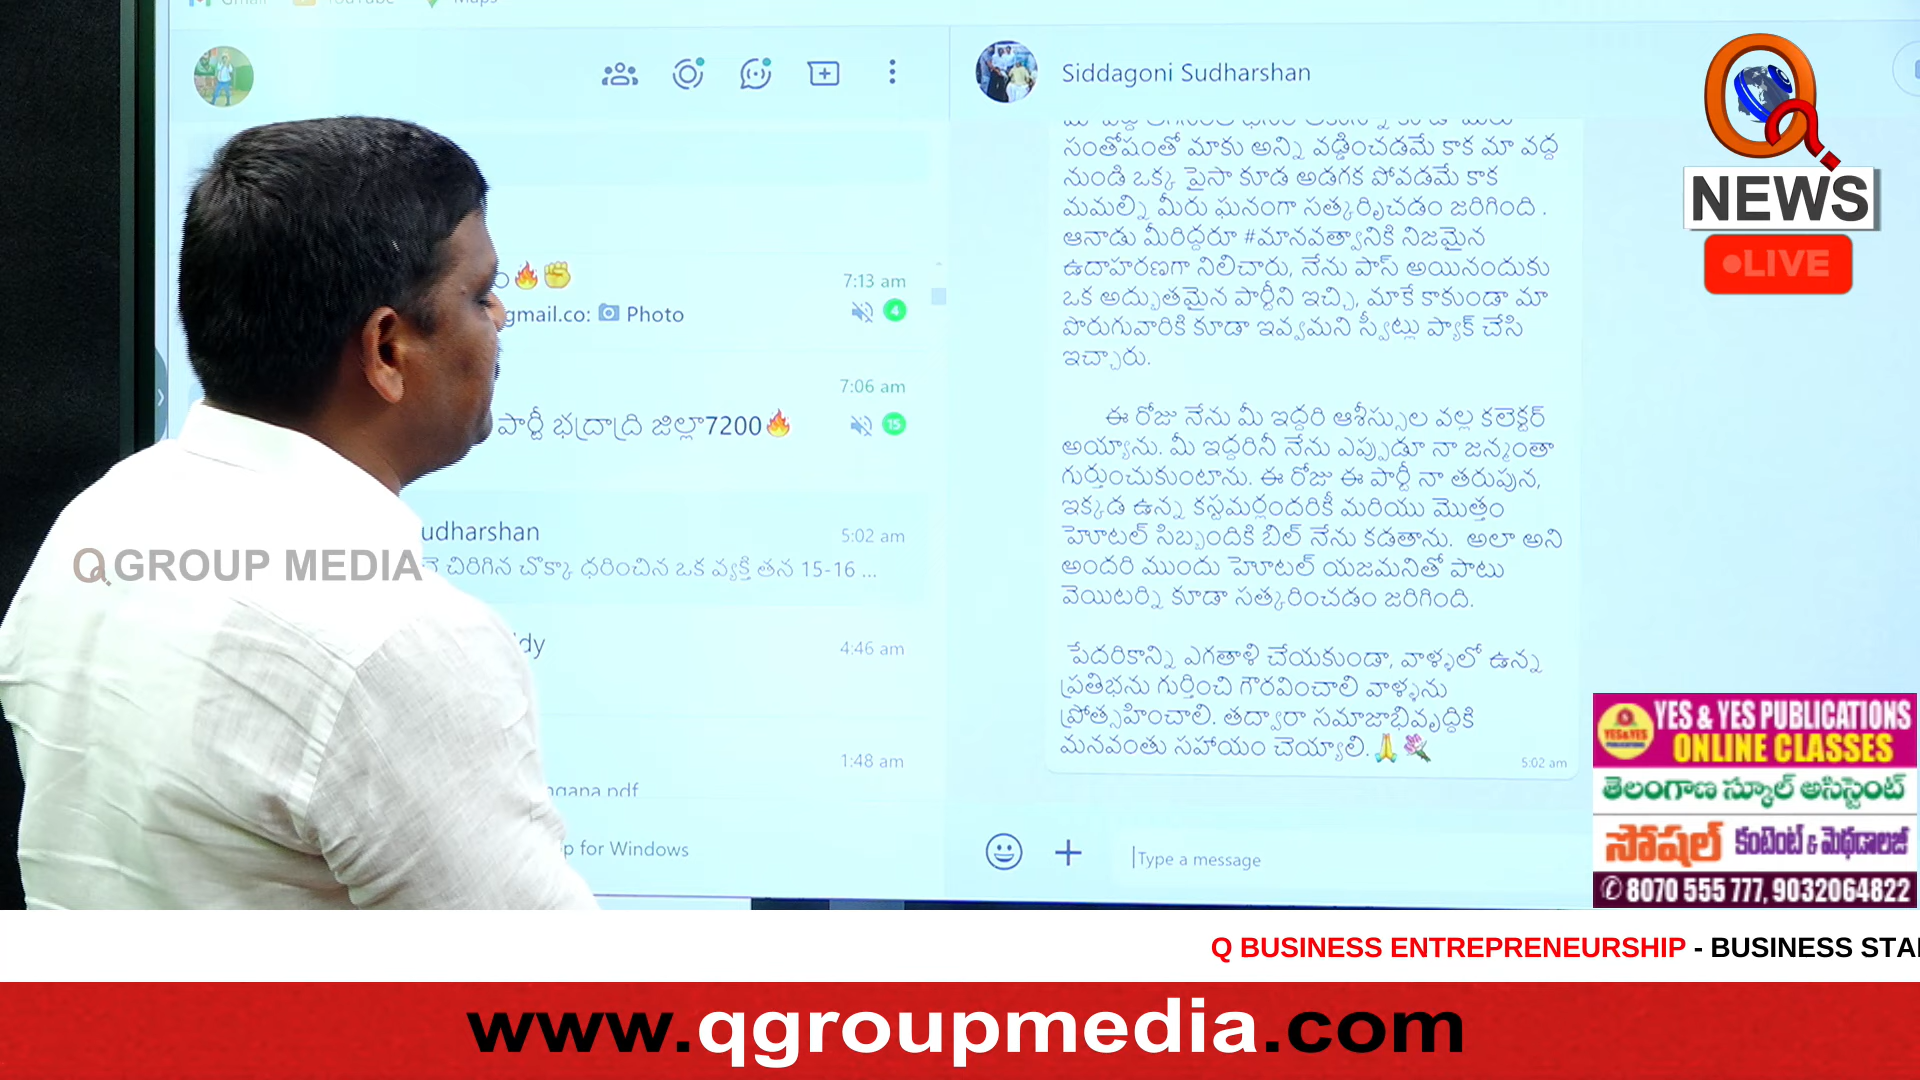 Gmail YouTube Maps
Siddagoni Sudharshan
సంతోషంతో మాకు అన్ని వడ్డించడమే కాక మా వద్ద
నుండి ఒక్క పైసా కూడ అడగక పోవడమే కాక
మమల్ని మీరు ఘనంగా సత్కరిృచడం జరిగింది .
ఆనాడు మీరిద్దరూ #మానవత్వానికి నిజమైన
ఉదాహరణగా నిలిచారు, నేను పాస్ అయినందుకు
ఒక అద్భుతమైన పార్టీని ఇచ్చి, మాకే కాకుండా మా
పొరుగువారికి కూడా ఇవ్వమని స్వీట్లు ప్యాక్ చేసి
ఇచ్చారు.
ఈ రోజు నేను మీ ఇద్దరి ఆశీస్సుల వల్ల కలెక్టర్
అయ్యాను. మీ ఇద్దరినీ నేను ఎప్పుడూ నా జన్మంతా
గుర్తుంచుకుంటాను. ఈ రోజు ఈ పార్టీ నా తరుపున,
ఇక్కడ ఉన్న కస్టమర్లందరికీ మరియు మొత్తం
హెూటల్ సిబ్బందికి బిల్ నేను కడతాను. అలా అని
అందరి ముందు హెూటల్ యజమనితో పాటు
వెయిటర్ని కూడా సత్కరించడం జరిగింది.
పేదరికాన్ని ఎగతాళి చేయకుండా, వాళ్ళలో ఉన్న
ప్రతిభను గుర్తించి గౌరవించాలి వాళ్ళను
ప్రోత్సహించాలి. తద్వారా సమాజాభివృద్ధికి
మనవంతు సహాయం చెయ్యాలి.🙏💐
5:02 am
Type a message
🔥✊ 7:13 am
gmail.co: Photo 4
7:06 am
పార్టీ భద్రాద్రి జిల్లా7200🔥 15
udharshan 5:02 am
చిరిగిన చొక్కా ధరించిన ఒక వ్యక్తి తన 15-16 ...
ddy 4:46 am
1:48 am
ngana.pdf
p for Windows
Q GROUP MEDIA
Q
NEWS
LIVE
YES & YES PUBLICATIONS
ONLINE CLASSES
తెలంగాణ స్కూల్ అసిస్టెంట్
సోషల్ కంటెంట్ & మెథడాలజీ
8070 555 777, 9032064822
Q BUSINESS ENTREPRENEURSHIP - BUSINESS STA
www.qgroupmedia.com